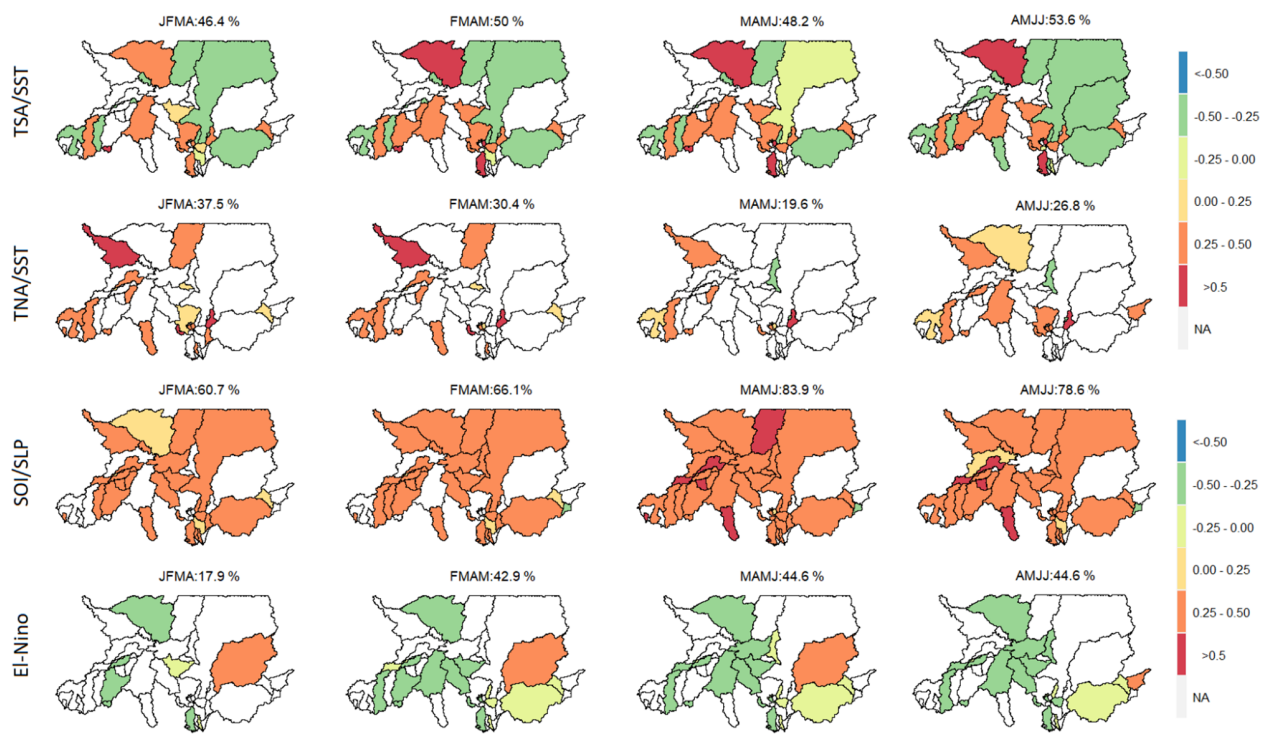 JFMA:46.4 %
FMAM:50 %
MAMJ:48.2 %
AMJJ:53.6 %
TSA/SST
<-0.50
-0.50 - -0.25
-0.25 - 0.00
0.00 - 0.25
0.25 - 0.50
>0.5
NA
JFMA:37.5 %
FMAM:30.4 %
MAMJ:19.6 %
AMJJ:26.8 %
TNA/SST
JFMA:60.7 %
FMAM:66.1%
MAMJ:83.9 %
AMJJ:78.6 %
SOI/SLP
<-0.50
-0.50 - -0.25
-0.25 - 0.00
0.00 - 0.25
0.25 - 0.50
>0.5
NA
JFMA:17.9 %
FMAM:42.9 %
MAMJ:44.6 %
AMJJ:44.6 %
El-Nino